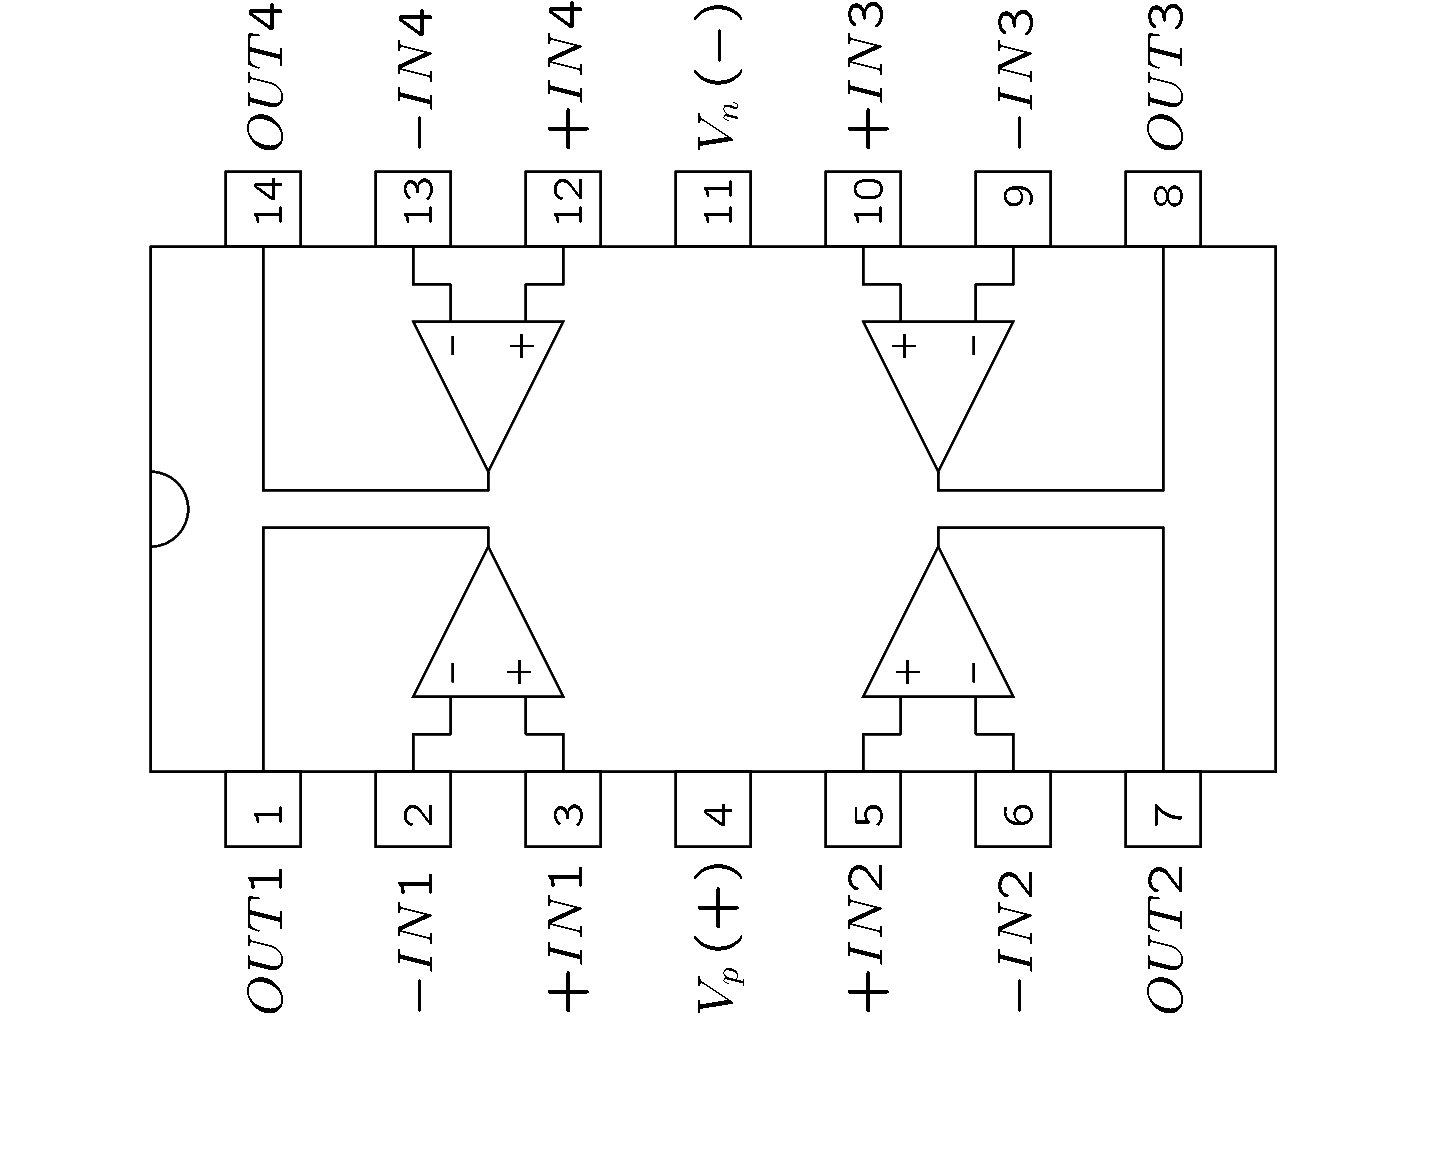 OUT4
−IN4
+IN4
Vn(−)
+IN3
−IN3
OUT3
14
13
12
11
10
9
8
− +
+ −
− +
+ −
1
2
3
4
5
6
7
OUT1
−IN1
+IN1
Vp(+)
+IN2
−IN2
OUT2